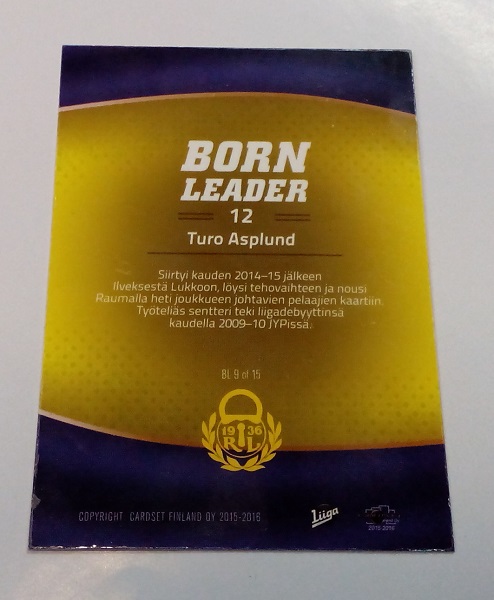 BORN
LEADER
12
Turo Asplund
Siirtyi kauden 2014–15 jälkeen
Ilveksestä Lukkoon, löysi tehovaihteen ja nousi
Raumalla heti joukkueen johtavien pelaajien kaartiin.
Työteliäs sentteri teki liigadebyyttinsä
kaudella 2009–10 JYPissä.
BL 9 of 15
19 36
R L
COPYRIGHT CARDSET FINLAND OY 2015-2016
Liiga
2015-2016